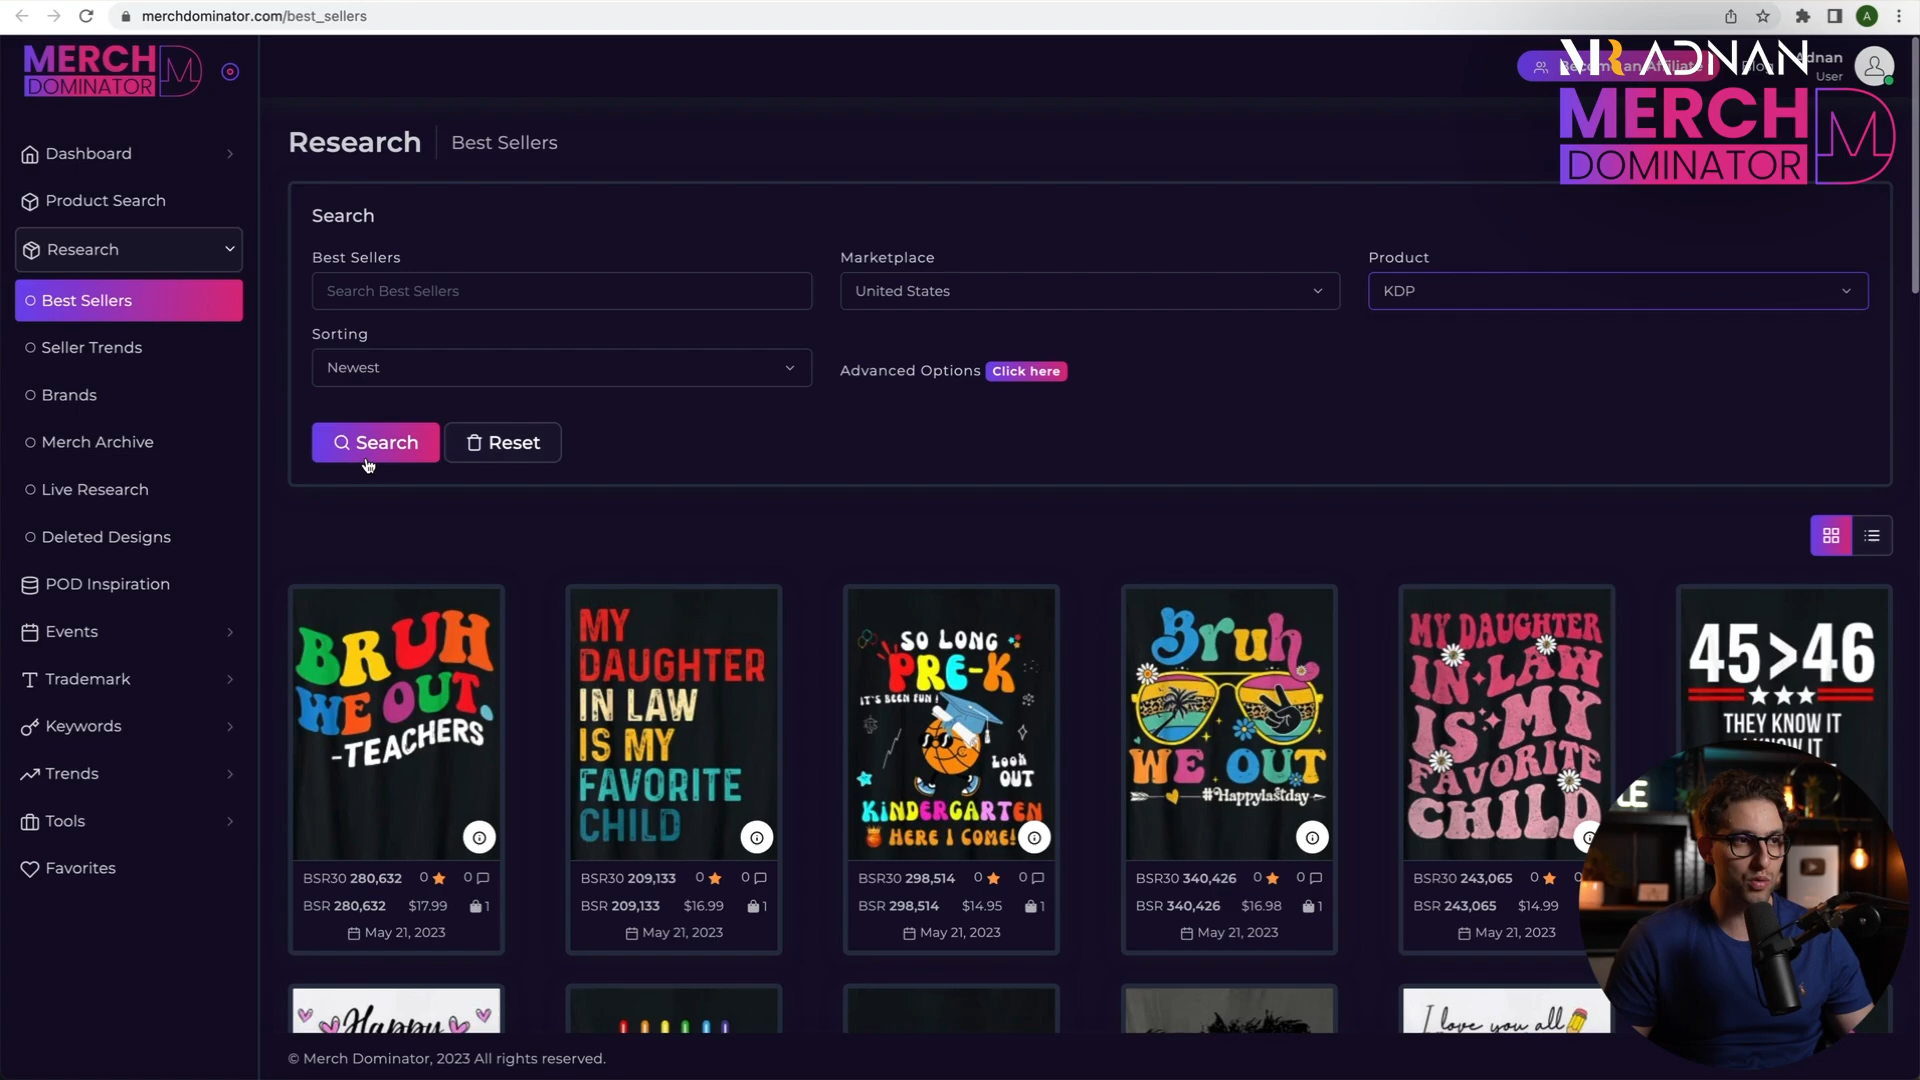 merchdominator.com/best_sellers
A
MERCH
DOMINATOR
Adnan
User
MR ADNAN
MERCH
DOMINATOR
Dashboard
Product Search
Research
Best Sellers
Seller Trends
Brands
Merch Archive
Live Research
Deleted Designs
POD Inspiration
Events
Trademark
Keywords
Trends
Tools
Favorites
Research
Best Sellers
Search
Best Sellers
Marketplace
Product
Search Best Sellers
United States
KDP
Sorting
Newest
Advanced Options Click here
Search
Reset
BRUH
WE OUT.
-TEACHERS
BSR30 280,632 0 0
BSR 280,632 $17.99 1
May 21, 2023
MY
DAUGHTER
IN LAW
IS MY
FAVORITE
CHILD
BSR30 209,133 0 0
BSR 209,133 $16.99 1
May 21, 2023
SO LONG
PRE-K
IT'S BEEN FUN!
LOOK
OUT
KINDERGARTEN
HERE I COME!
BSR30 298,514 0 0
BSR 298,514 $14.95 1
May 21, 2023
Bruh
WE OUT
#Happylastday
BSR30 340,426 0 0
BSR 340,426 $16.98 1
May 21, 2023
MY DAUGHTER
IN LAW
IS MY
FAVORITE
CHILD
BSR30 243,065 0 0
BSR 243,065 $14.99
May 21, 2023
45>46
THEY KNOW IT
KNOW IT
Happy
I love you all
© Merch Dominator, 2023 All rights reserved.